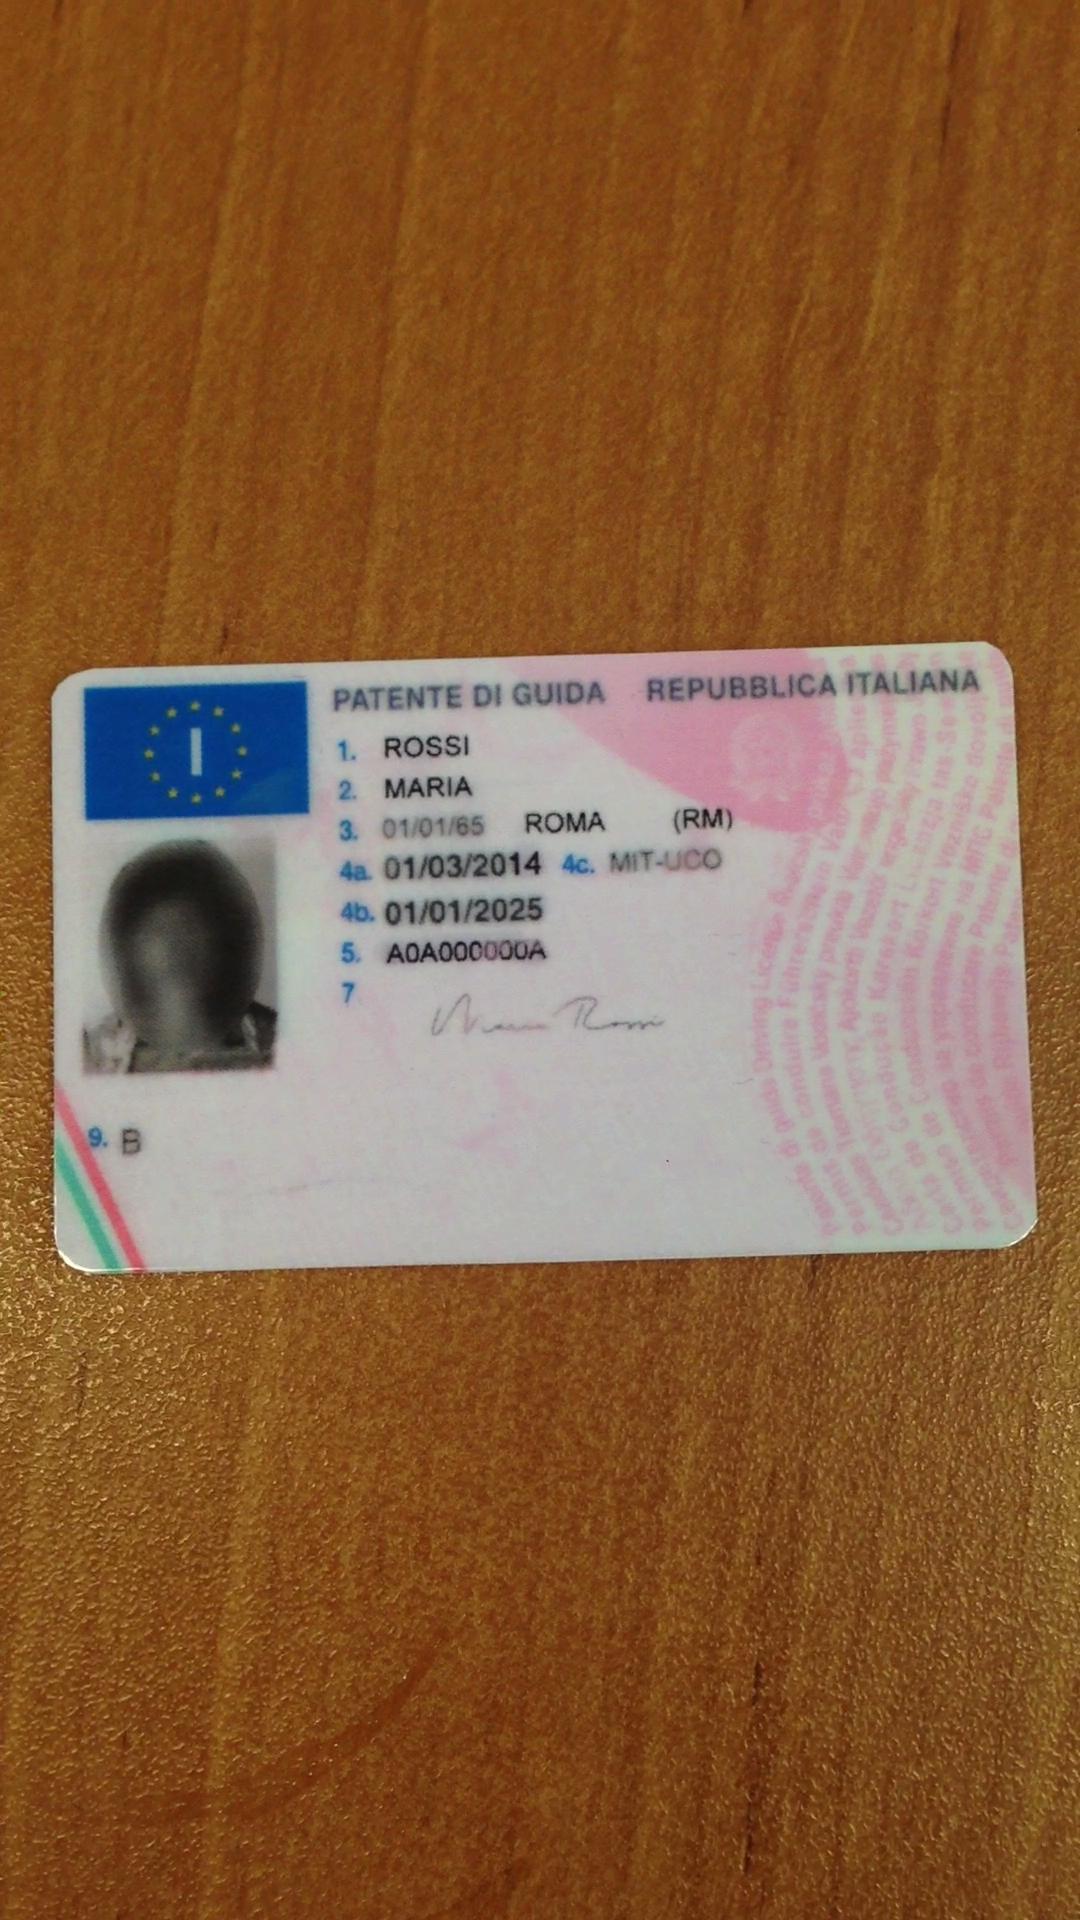 I
PATENTE DI GUIDA REPUBBLICA ITALIANA
1. ROSSI
2. MARIA
3. 01/01/65 ROMA (RM)
4a. 01/03/2014 4c. MIT-UCO
4b. 01/01/2025
5. A0A000000A
7 Maria Rossi
9. B